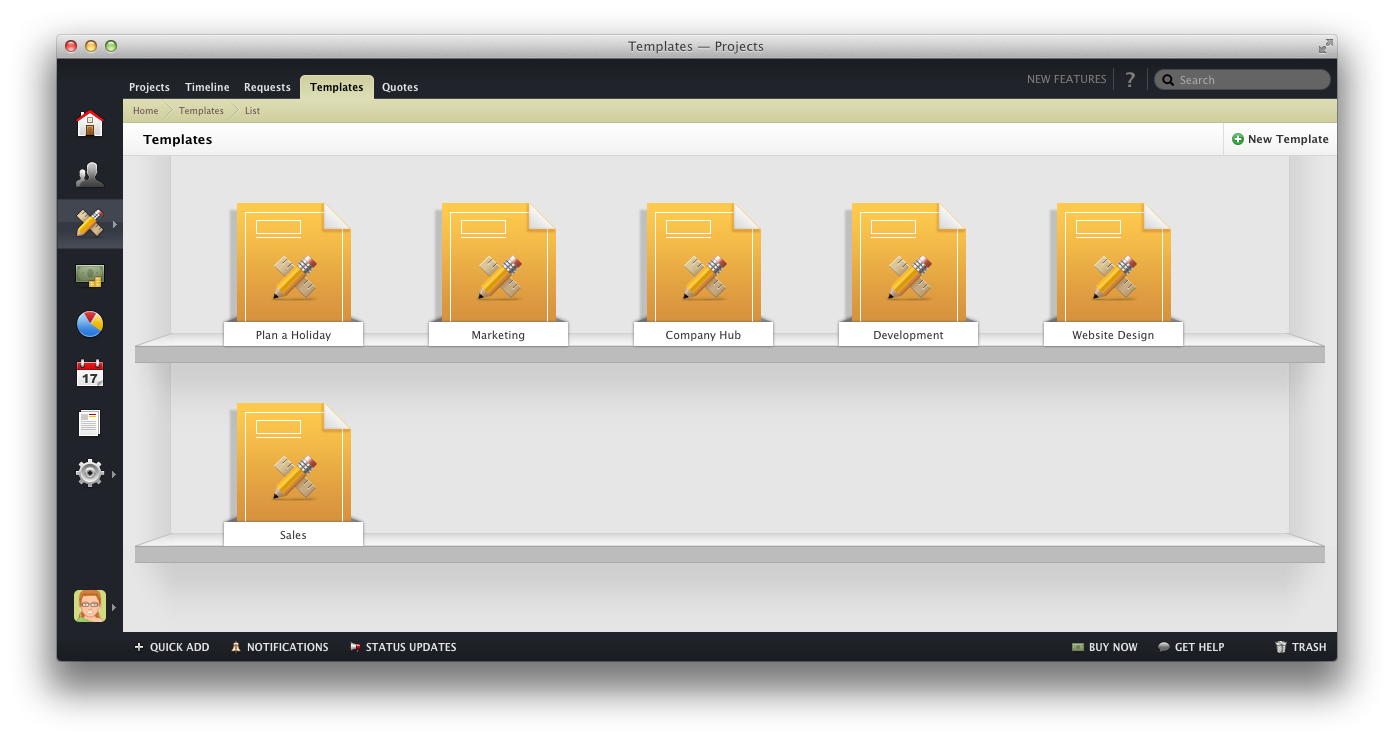 Templates — Projects
Projects Timeline Requests Templates Quotes
NEW FEATURES ? Search
Home Templates List
Templates
New Template
17
Plan a Holiday Marketing Company Hub Development Website Design
Sales
QUICK ADD NOTIFICATIONS STATUS UPDATES BUY NOW GET HELP TRASH